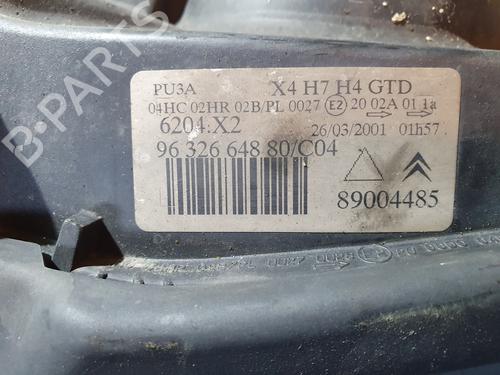 PU3A X4 H7 H4 GTD
04HC 02HR 02B/PL 0027 E2 20 02A 01 1a
6204:X2 26/03/2001 01h57
96 326 648 80/C04
89004485
B-PARTS